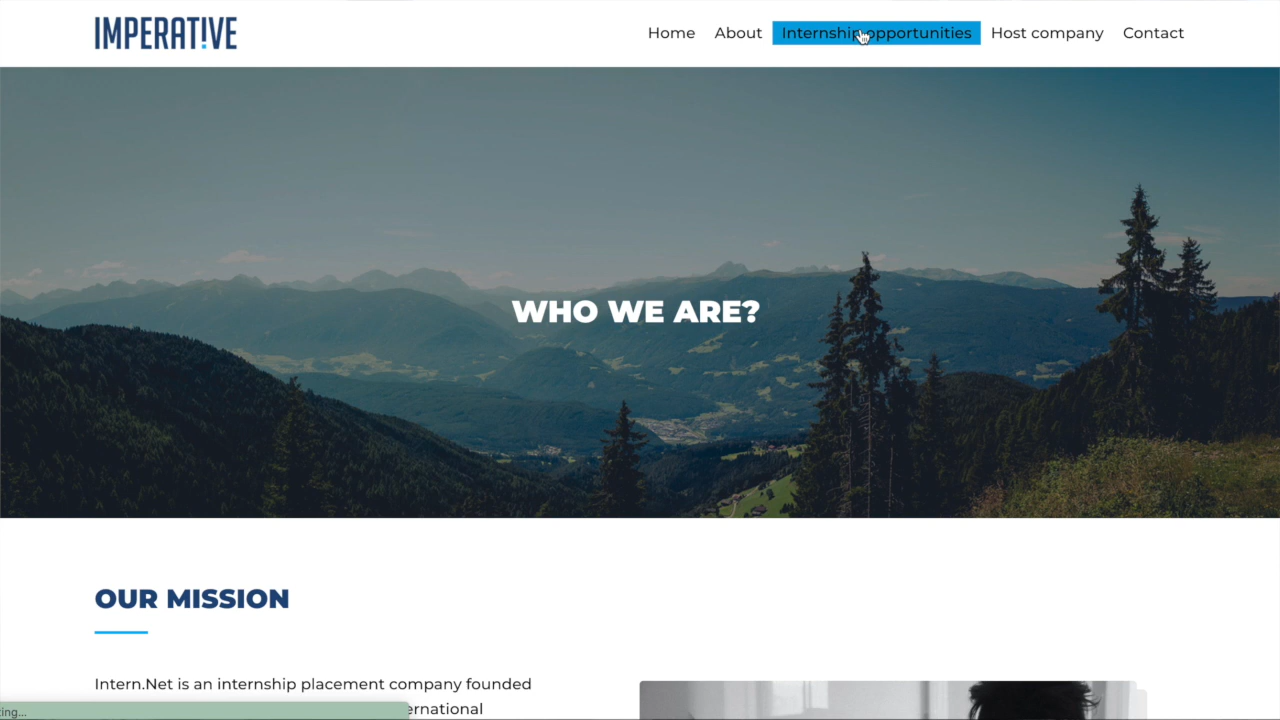 IMPERAT!VE
Home About Internship opportunities Host company Contact
WHO WE ARE?
OUR MISSION
Intern.Net is an internship placement company founded